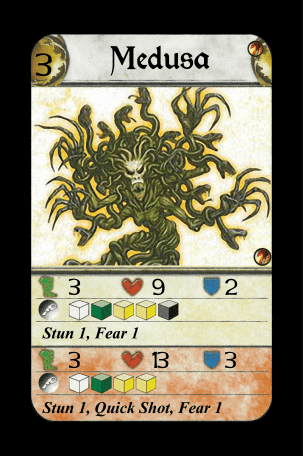 3 Medusa
3 9 2
Stun 1, Fear 1
3 13 3
Stun 1, Quick Shot, Fear 1